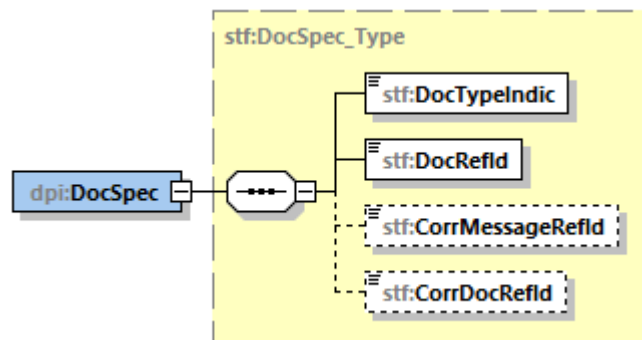 stf:DocSpec_Type
stf:DocTypeIndic
stf:DocRefId
dpi:DocSpec
stf:CorrMessageRefId
stf:CorrDocRefId